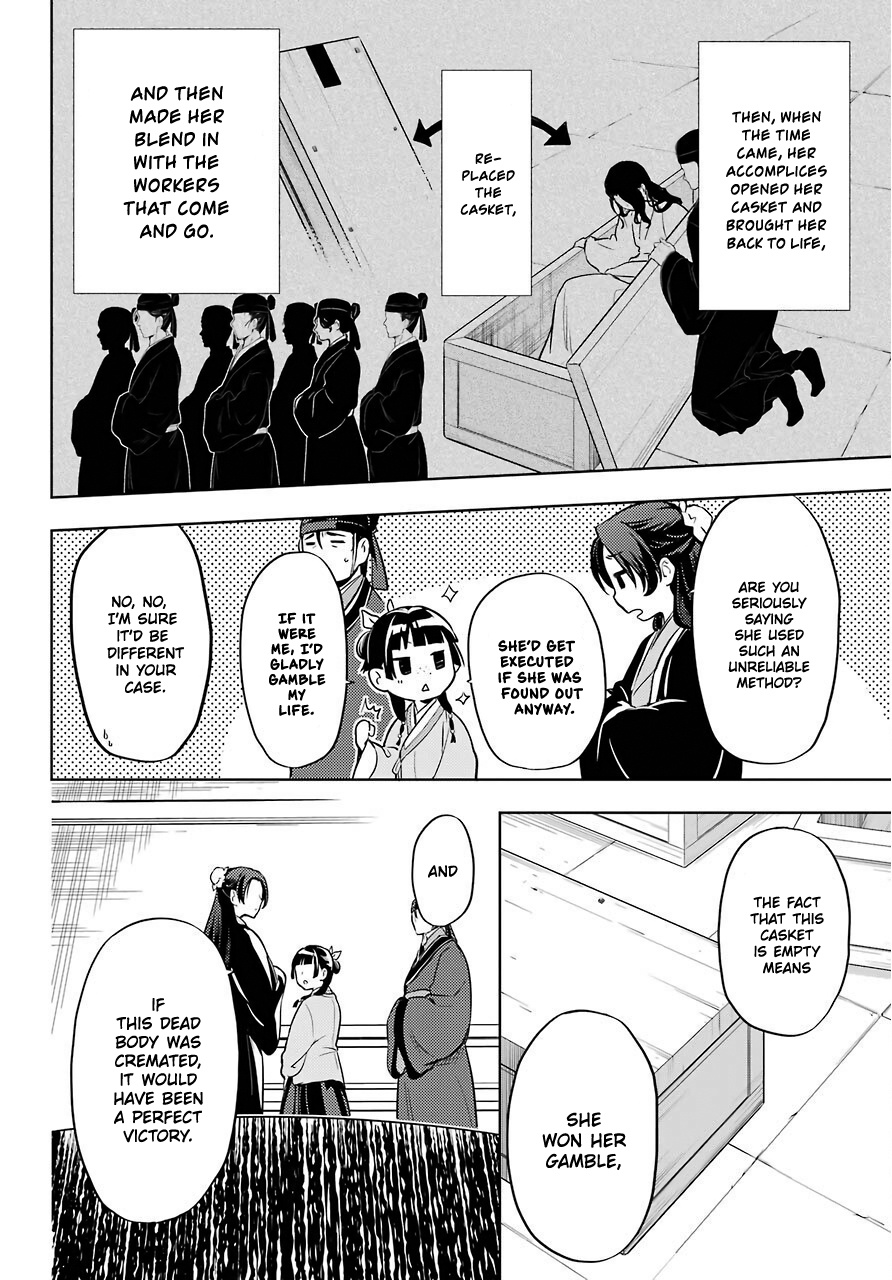 THEN, WHEN
THE TIME
CAME, HER
ACCOMPLICES
OPENED HER
CASKET AND
BROUGHT HER
BACK TO LIFE,
RE-
PLACED
THE
CASKET,
AND THEN
MADE HER
BLEND IN
WITH THE
WORKERS
THAT COME
AND GO.
ARE YOU
SERIOUSLY
SAYING
SHE USED
SUCH AN
UNRELIABLE
METHOD?
SHE'D GET
EXECUTED
IF SHE WAS
FOUND OUT
ANYWAY.
IF IT
WERE
ME, I'D
GLADLY
GAMBLE
MY
LIFE.
NO, NO,
I'M SURE
IT'D BE
DIFFERENT
IN YOUR
CASE.
THE FACT
THAT THIS
CASKET
IS EMPTY
MEANS
SHE
WON HER
GAMBLE,
AND
IF
THIS DEAD
BODY WAS
CREMATED,
IT WOULD
HAVE BEEN
A PERFECT
VICTORY.